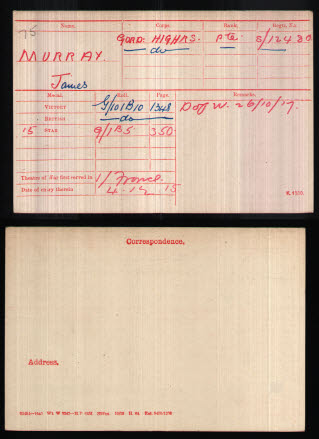 Name. Corps. Rank. Regtl. No.
75 MURRAY. GORD. HIGHRS. Pte S/12480
do
James
Medal. Roll. Page. Remarks.
VICTORY G/101B10 1348 D of W. 26/10/17.
BRITISH do
15 STAR G/1B5 350
Theatre of War first served in 1/ France
Date of entry therein 4.12.15
K. 1380.
Correspondence.
Address.